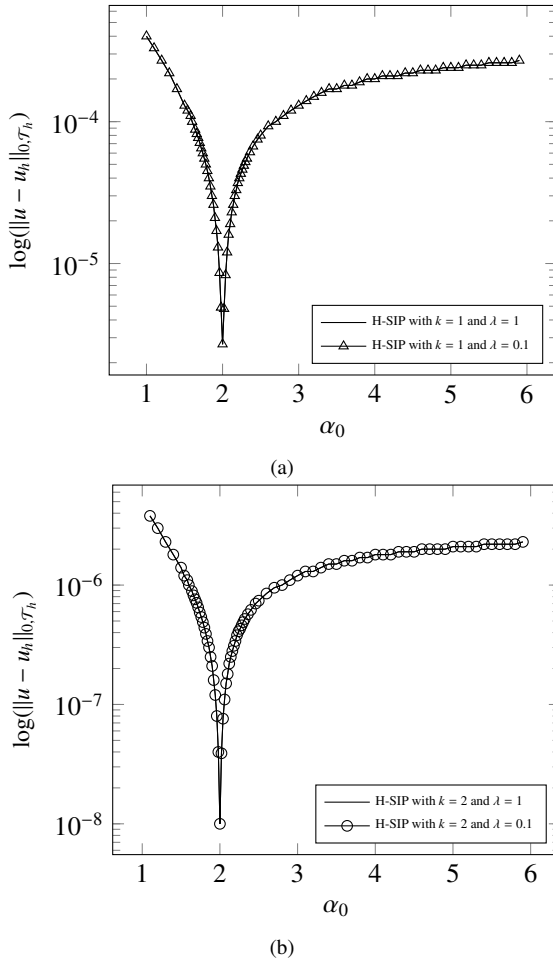 10⁻⁴
10⁻⁵
log(‖u − u_h‖_{0,𝒯_h})
H-SIP with k = 1 and λ = 1
H-SIP with k = 1 and λ = 0.1
1 2 3 4 5 6
α₀
(a)
10⁻⁶
10⁻⁷
10⁻⁸
log(‖u − u_h‖_{0,𝒯_h})
H-SIP with k = 2 and λ = 1
H-SIP with k = 2 and λ = 0.1
1 2 3 4 5 6
α₀
(b)